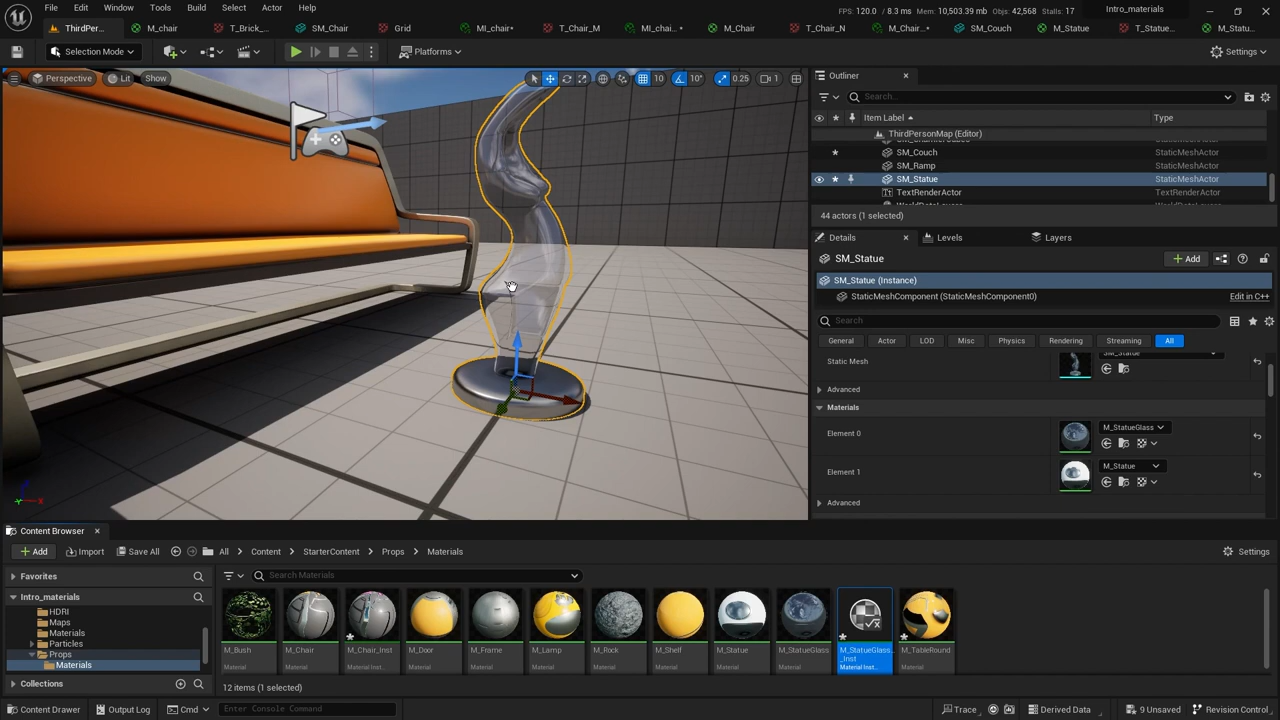 File Edit Window Tools Build Select Actor Help
FPS: 120.0 / 8.3 ms Mem: 10,503.39 mb Objs: 42,568 Stalls: 17
Intro_materials
ThirdPer... M_chair T_Brick_... SM_Chair Grid MI_chair• T_Chair_M MI_chai...• M_Chair T_Chair_N M_Chair...• SM_Couch M_Statue T_Statue... M_Statu...
Selection Mode Platforms Settings
Perspective Lit Show 10 10° 0.25 1
Outliner
Search...
Item Label Type
ThirdPersonMap (Editor)
SM_Couch StaticMeshActor
SM_Ramp StaticMeshActor
SM_Statue StaticMeshActor
TextRenderActor TextRenderActor
44 actors (1 selected)
Details Levels Layers
SM_Statue + Add
SM_Statue (Instance)
StaticMeshComponent (StaticMeshComponent0) Edit in C++
Search
General Actor LOD Misc Physics Rendering Streaming All
Static Mesh SM_Statue
Advanced
Materials
Element 0 M_StatueGlass
Element 1 M_Statue
Advanced
Content Browser
+ Add Import Save All All Content StarterContent Props Materials Settings
Favorites
Search Materials
Intro_materials
HDRI
Maps
Materials
Particles
Props
Materials
Collections
M_Bush M_Chair M_Chair_Inst M_Door M_Frame M_Lamp M_Rock M_Shelf M_Statue M_StatueGlass M_StatueGlass_Inst M_TableRound
Material Material Material Inst... Material Material Material Material Material Material Material Material Inst... Material
12 items (1 selected)
Content Drawer Output Log Cmd Enter Console Command Trace Derived Data 9 Unsaved Revision Control